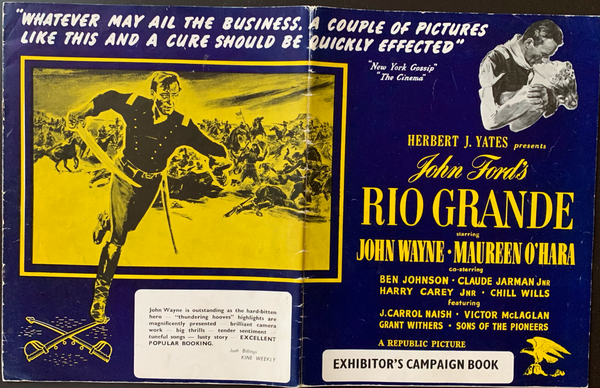 "WHATEVER MAY AIL THE BUSINESS, A COUPLE OF PICTURES
LIKE THIS AND A CURE SHOULD BE QUICKLY EFFECTED"
"New York Gossip"
"The Cinema"
HERBERT J. YATES presents
John Ford's
RIO GRANDE
starring
JOHN WAYNE · MAUREEN O'HARA
co-starring
BEN JOHNSON · CLAUDE JARMAN JNR
HARRY CAREY JNR · CHILL WILLS
featuring
J. CARROL NAISH · VICTOR McLAGLAN
GRANT WITHERS · SONS OF THE PIONEERS
A REPUBLIC PICTURE
EXHIBITOR'S CAMPAIGN BOOK
John Wayne is outstanding as the hard-bitten
hero — "thundering hooves" highlights are
magnificently presented — brilliant camera
work — big thrills — tender sentiment —
tuneful songs — lusty story — EXCELLENT
POPULAR BOOKING.
Josh Billings
KINE WEEKLY